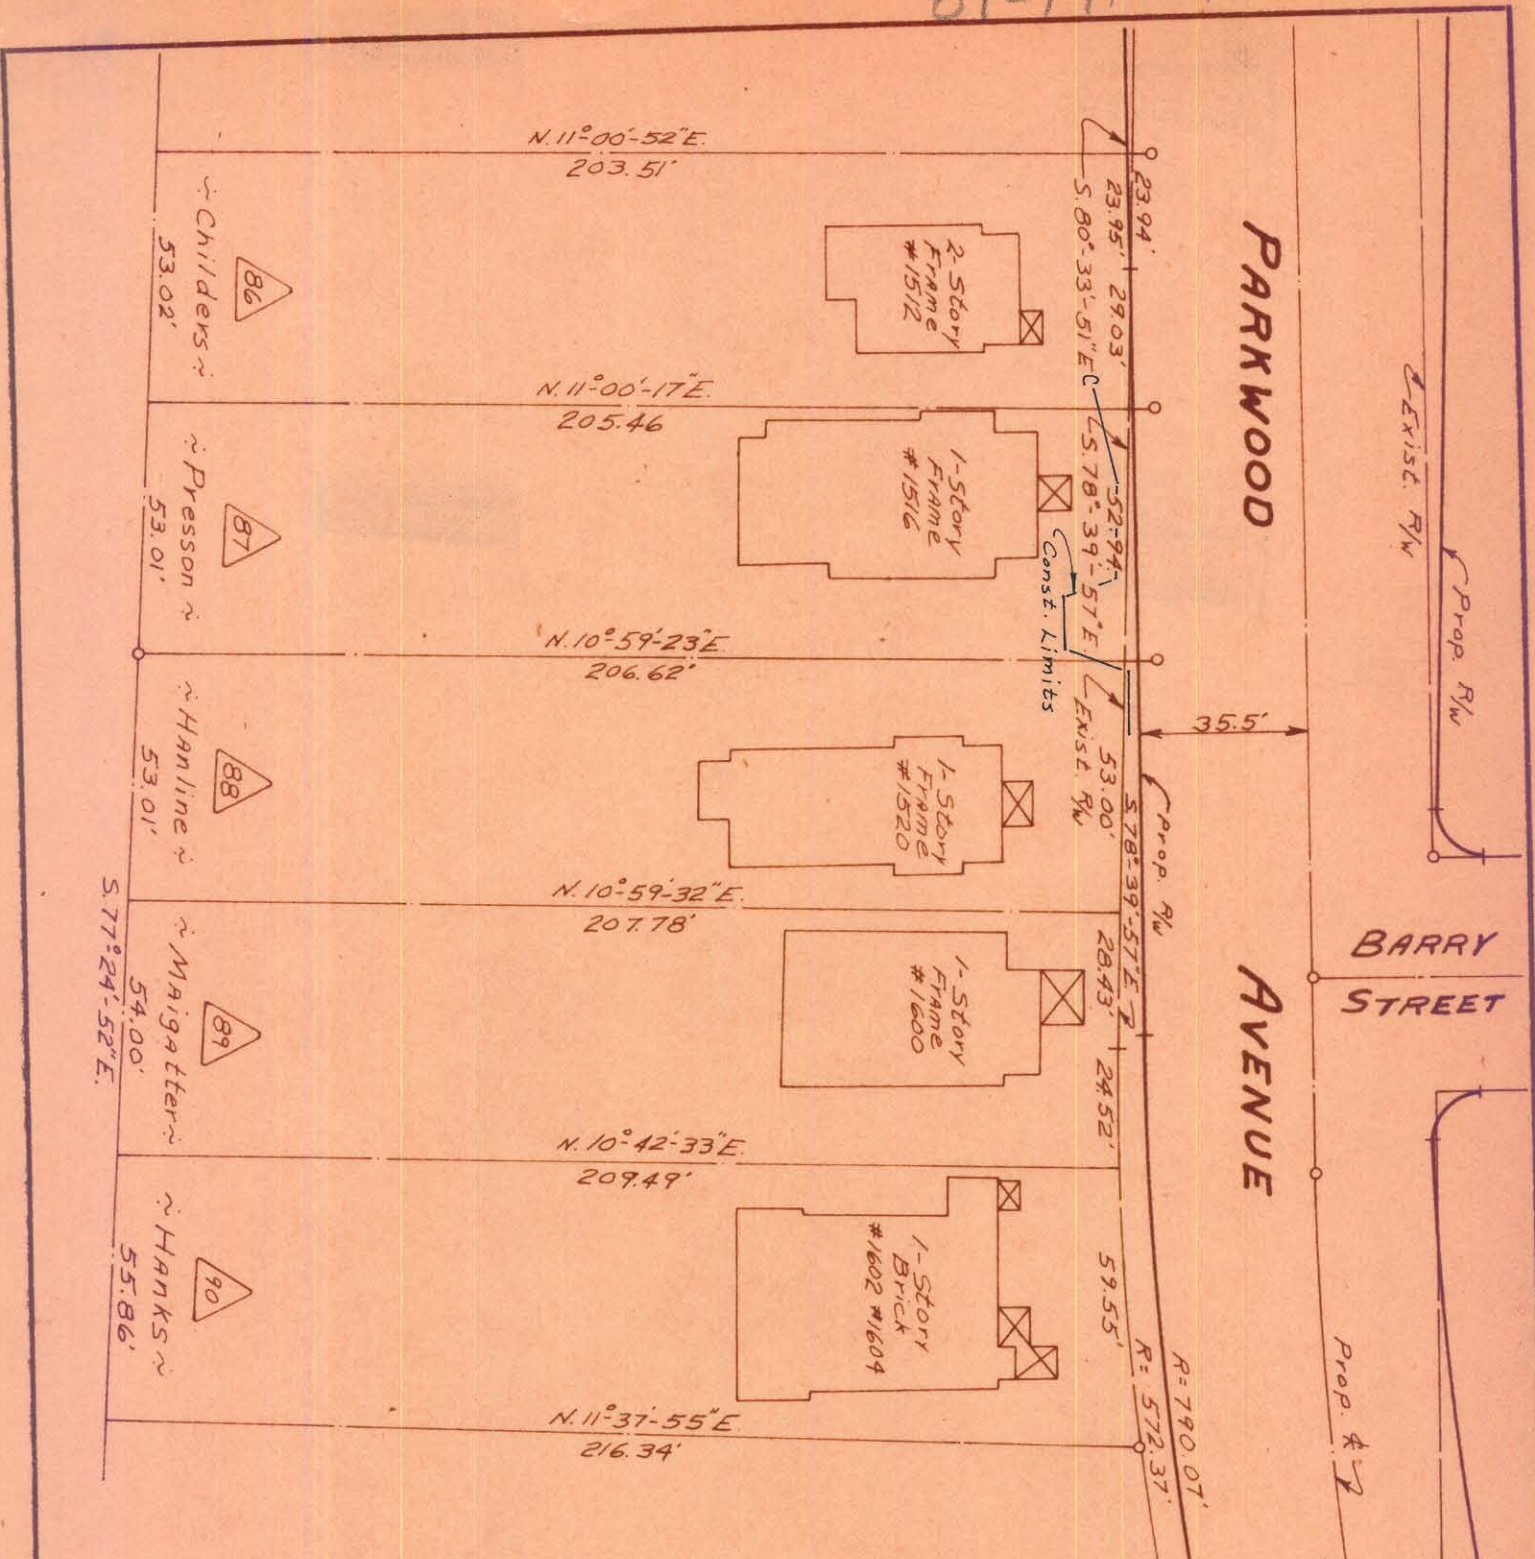 PARKWOOD AVENUE
BARRY
STREET
Exist. R/W
Prop. R/W
35.5'
Prop. R/W
Prop. ℄
R= 790.07'
R= 572.37'
23.94'
23.95'
29.03'
S. 80°-33'-51" E
52.94
S. 78°-39'-57" E
Const. Limits
Exist. R/W
53.00'
S 78°-39'-57" E
28.43'
24.52'
59.55'
N. 11°-00'-52" E.
203.51'
2-Story
Frame
#1512
86
~ Childers ~
53.02'
N. 11°-00'-17" E.
205.46
1-Story
Frame
#1516
87
~ Presson ~
53.01'
N. 10°-59'-23" E
206.62'
1-Story
Frame
#1520
88
~ Hanline ~
53.01'
N. 10°-59'-32" E.
207.78'
1-Story
Frame
#1600
89
~ Maigatter ~
54.00'
S. 77°-24'-52" E.
N. 10°-42'-33" E.
209.49'
1-Story
Brick
#1602 #1604
90
~ Hanks ~
55.86'
N. 11°-37'-55" E
216.34'